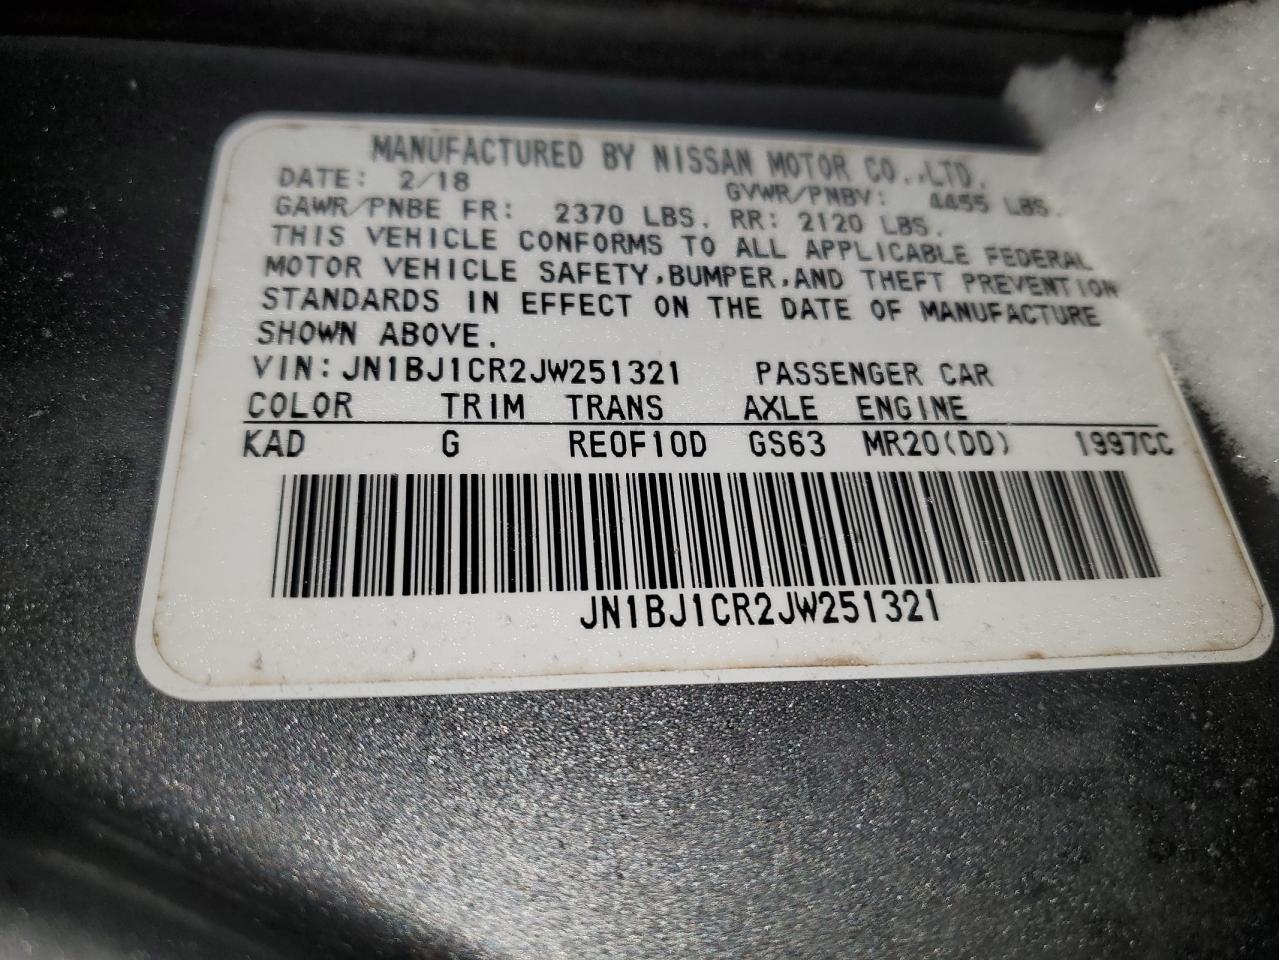 MANUFACTURED BY NISSAN MOTOR CO.,LTD.
DATE: 2/18 GVWR/PNBV: 4455 LBS.
GAWR/PNBE FR: 2370 LBS. RR: 2120 LBS.
THIS VEHICLE CONFORMS TO ALL APPLICABLE FEDERAL
MOTOR VEHICLE SAFETY,BUMPER,AND THEFT PREVENTION
STANDARDS IN EFFECT ON THE DATE OF MANUFACTURE
SHOWN ABOVE.
VIN:JN1BJ1CR2JW251321 PASSENGER CAR
COLOR TRIM TRANS AXLE ENGINE
KAD G RE0F10D GS63 MR20(DD) 1997CC
JN1BJ1CR2JW251321